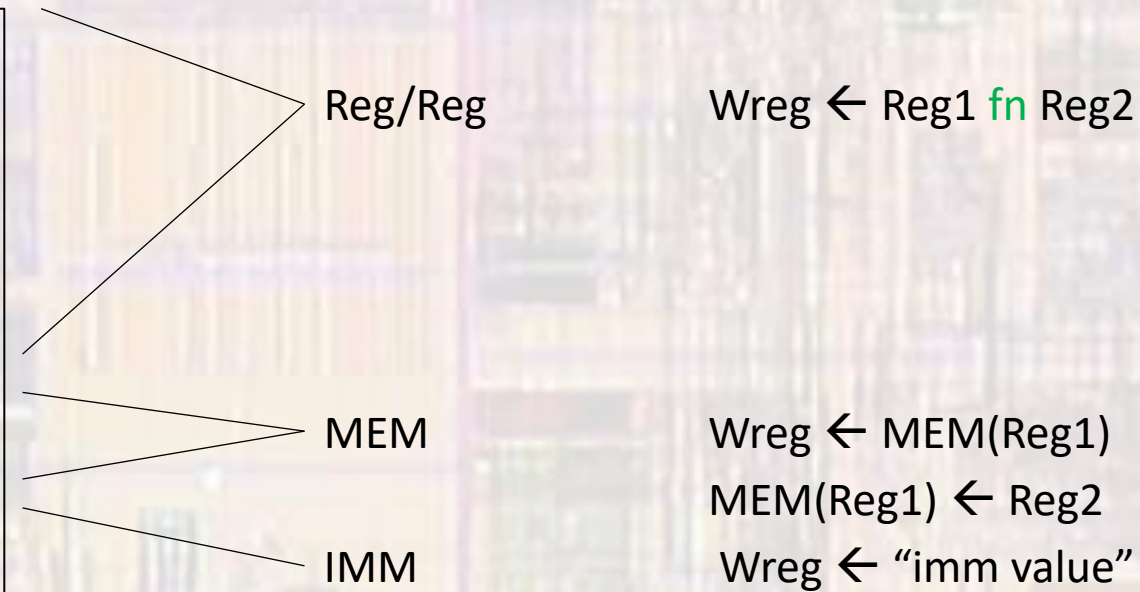 Reg/Reg Wreg ← Reg1 fn Reg2
MEM Wreg ← MEM(Reg1)
MEM(Reg1) ← Reg2
IMM Wreg ← “imm value”